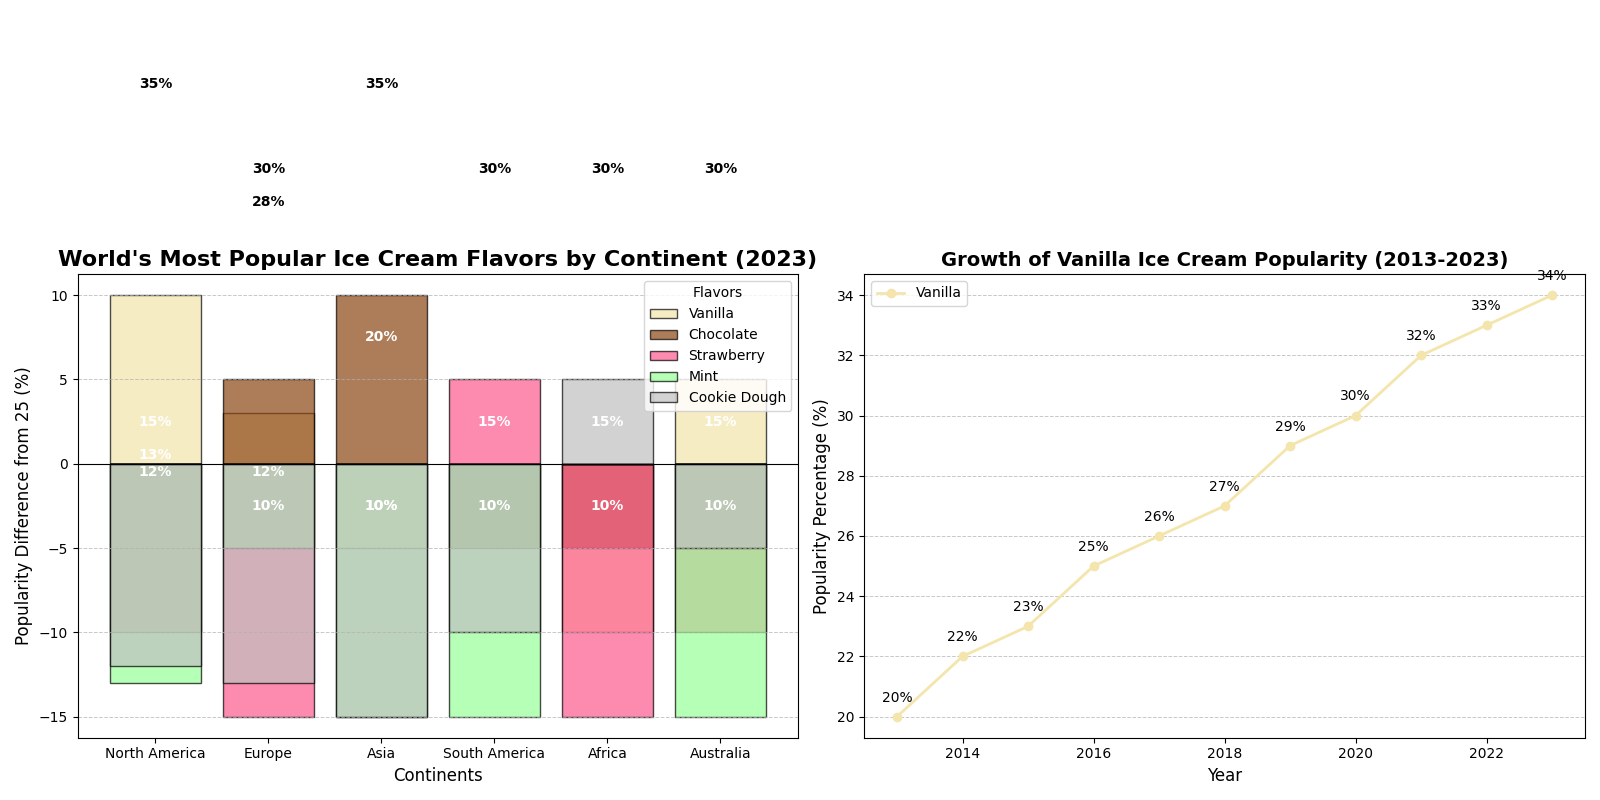 35%
35%
30%
30%
30%
30%
28%
World's Most Popular Ice Cream Flavors by Continent (2023)
Popularity Difference from 25 (%)
10
5
0
−5
−10
−15
Flavors
Vanilla
Chocolate
Strawberry
Mint
Cookie Dough
20%
15%
15%
15%
15%
13%
12%
12%
10%
10%
10%
10%
10%
North America
Europe
Asia
South America
Africa
Australia
Continents
Growth of Vanilla Ice Cream Popularity (2013-2023)
Popularity Percentage (%)
34
32
30
28
26
24
22
20
Vanilla
20%
22%
23%
25%
26%
27%
29%
30%
32%
33%
34%
2014
2016
2018
2020
2022
Year